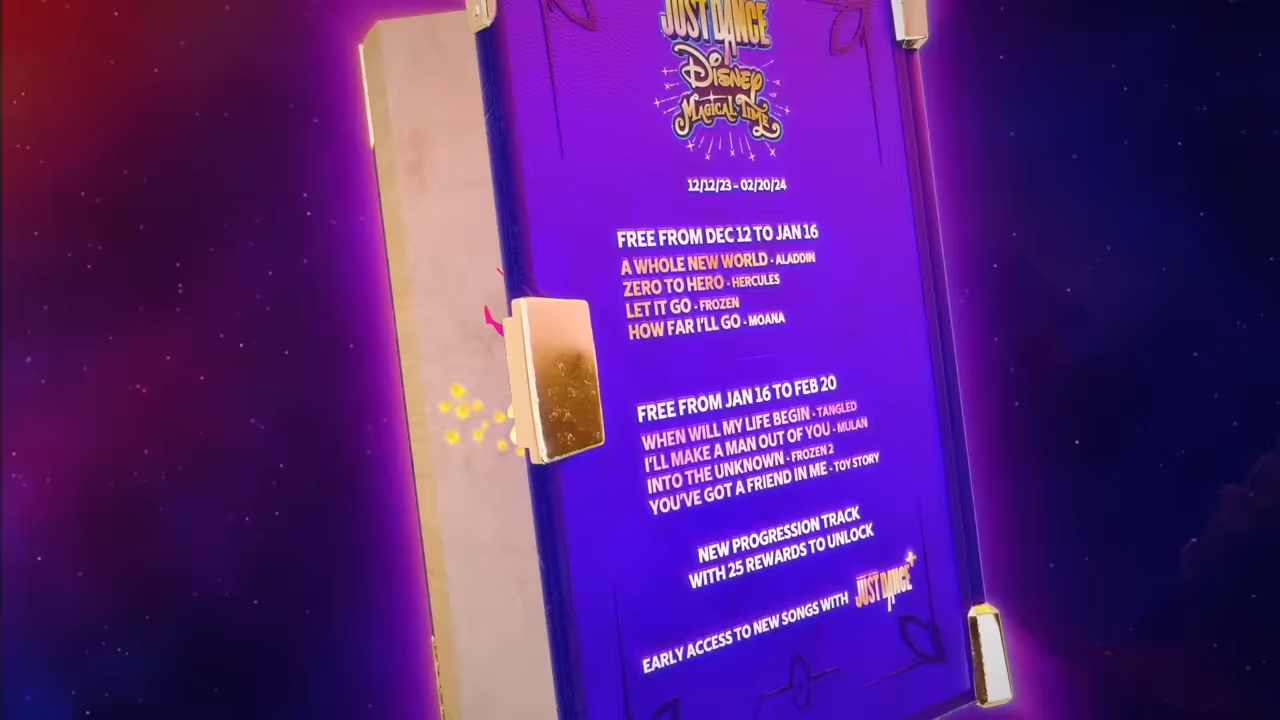 JUST DANCE
Disney
MAGICAL TIME
12/12/23 – 02/20/24
FREE FROM DEC 12 TO JAN 16
A WHOLE NEW WORLD - ALADDIN
ZERO TO HERO - HERCULES
LET IT GO - FROZEN
HOW FAR I'LL GO - MOANA
FREE FROM JAN 16 TO FEB 20
WHEN WILL MY LIFE BEGIN - TANGLED
I'LL MAKE A MAN OUT OF YOU - MULAN
INTO THE UNKNOWN - FROZEN 2
YOU'VE GOT A FRIEND IN ME - TOY STORY
NEW PROGRESSION TRACK
WITH 25 REWARDS TO UNLOCK
EARLY ACCESS TO NEW SONGS WITH JUST DANCE+